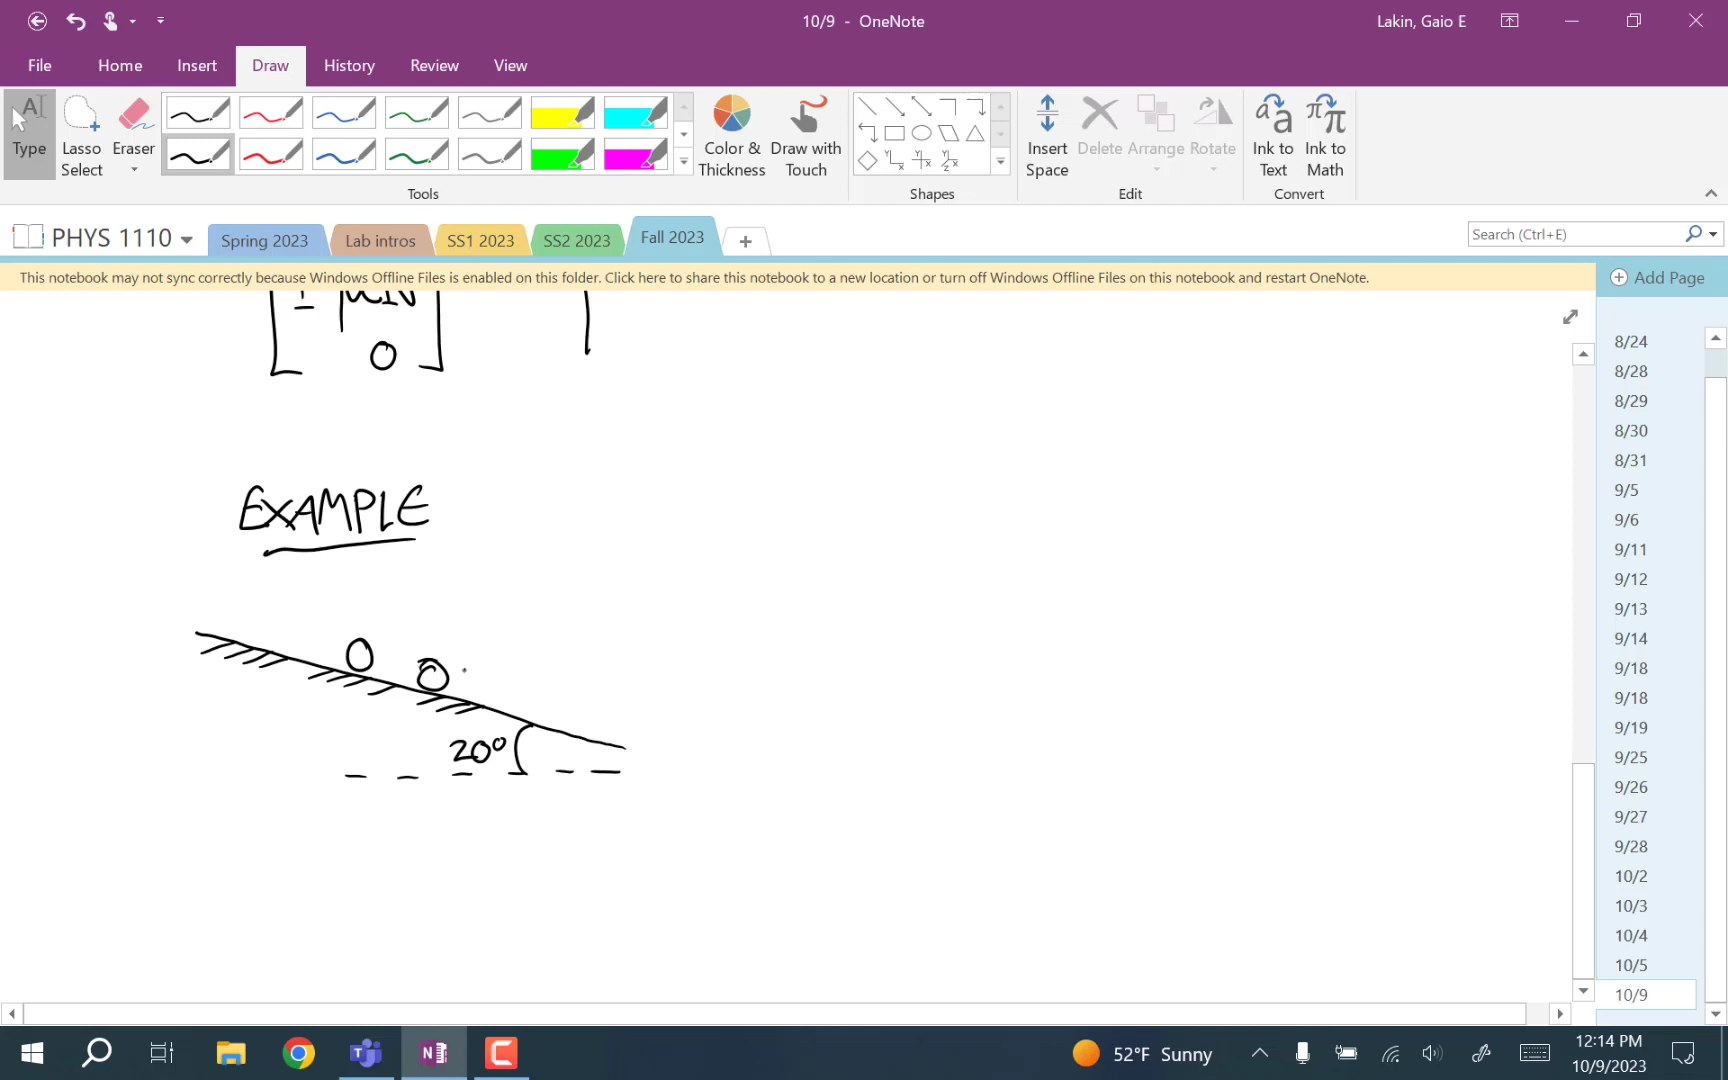 10/9 - OneNote
Lakin, Gaio E
File Home Insert Draw History Review View
Type
Lasso Select
Eraser
Color & Thickness
Draw with Touch
Insert Space
Delete Arrange Rotate
Ink to Text
Ink to Math
Tools
Shapes
Edit
Convert
PHYS 1110
Spring 2023 Lab intros SS1 2023 SS2 2023 Fall 2023
Search (Ctrl+E)
This notebook may not sync correctly because Windows Offline Files is enabled on this folder. Click here to share this notebook to a new location or turn off Windows Offline Files on this notebook and restart OneNote.
Add Page
± μN
0
EXAMPLE
20°
8/24
8/28
8/29
8/30
8/31
9/5
9/6
9/11
9/12
9/13
9/14
9/18
9/18
9/19
9/25
9/26
9/27
9/28
10/2
10/3
10/4
10/5
10/9
52°F Sunny
12:14 PM
10/9/2023